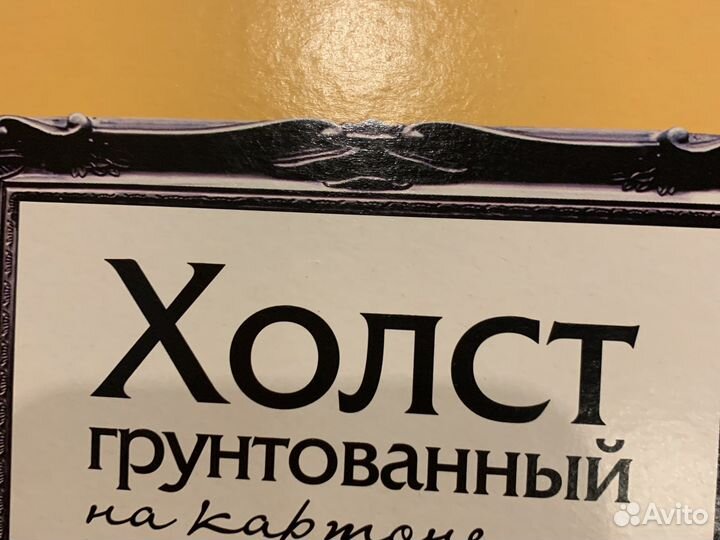 Холст
грунтованный
на картоне
Avito